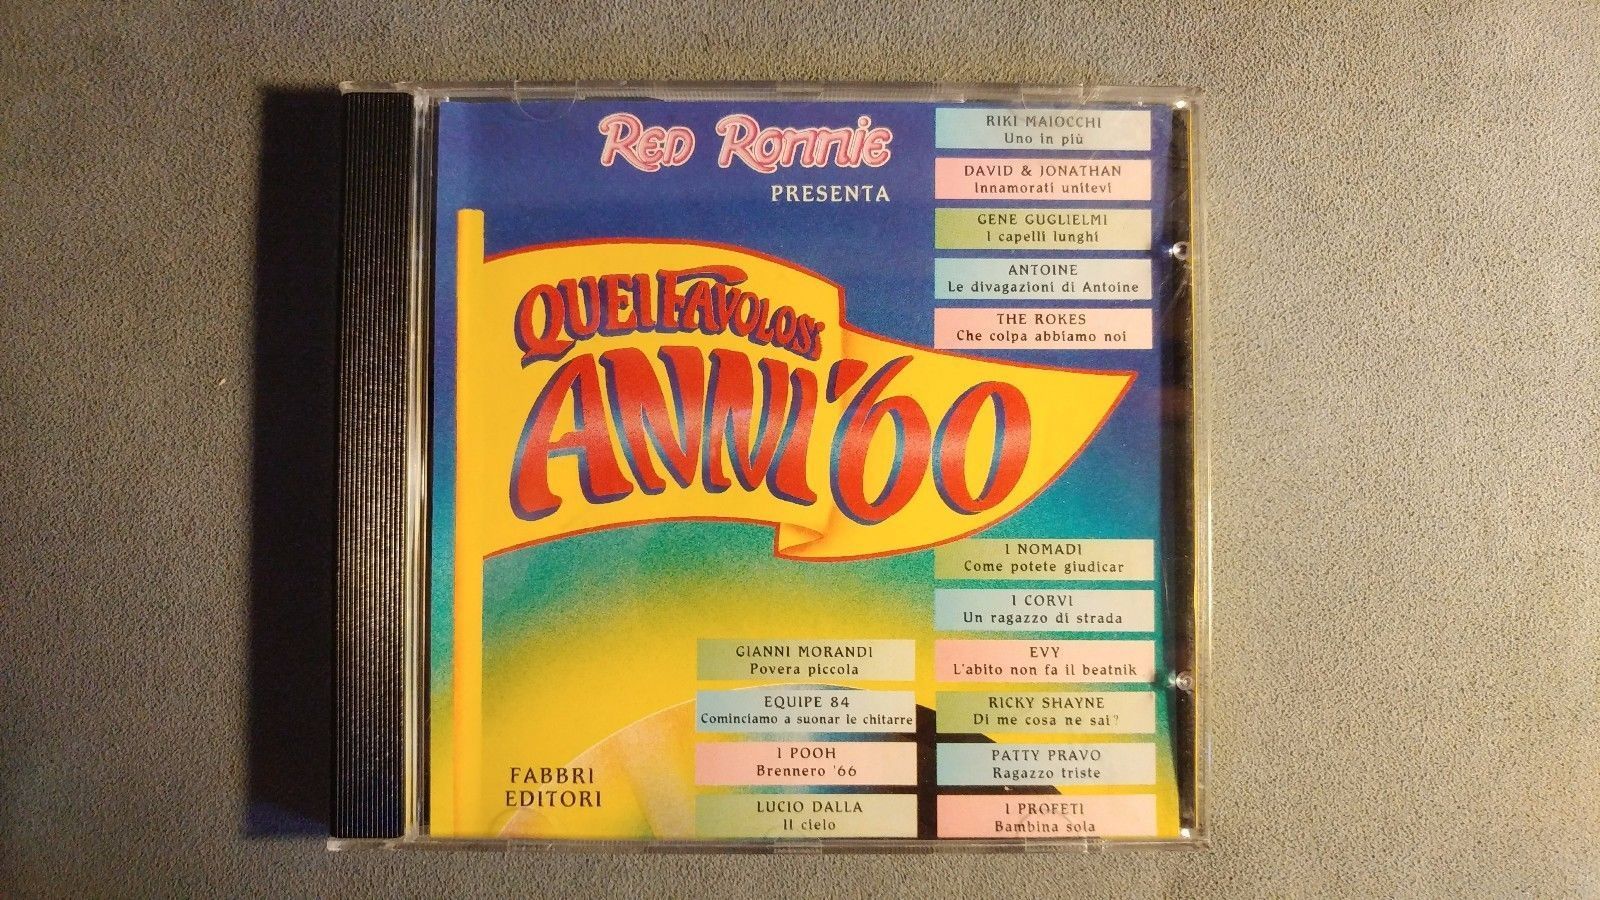 RED RONNIE
PRESENTA
QUEI FAVOLOSI
ANNI '60
RIKI MAIOCCHI
Uno in più
DAVID & JONATHAN
Innamorati unitevi
GENE GUGLIELMI
I capelli lunghi
ANTOINE
Le divagazioni di Antoine
THE ROKES
Che colpa abbiamo noi
I NOMADI
Come potete giudicar
I CORVI
Un ragazzo di strada
EVY
L'abito non fa il beatnik
RICKY SHAYNE
Di me cosa ne sai?
PATTY PRAVO
Ragazzo triste
I PROFETI
Bambina sola
GIANNI MORANDI
Povera piccola
EQUIPE 84
Cominciamo a suonar le chitarre
I POOH
Brennero '66
LUCIO DALLA
Il cielo
FABBRI
EDITORI